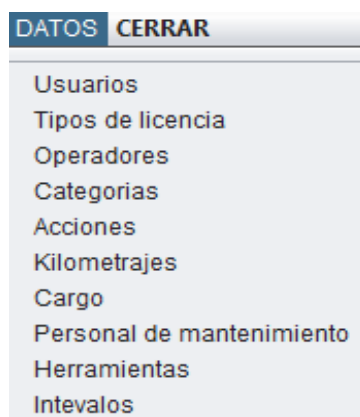 DATOS CERRAR
Usuarios
Tipos de licencia
Operadores
Categorias
Acciones
Kilometrajes
Cargo
Personal de mantenimiento
Herramientas
Intevalos